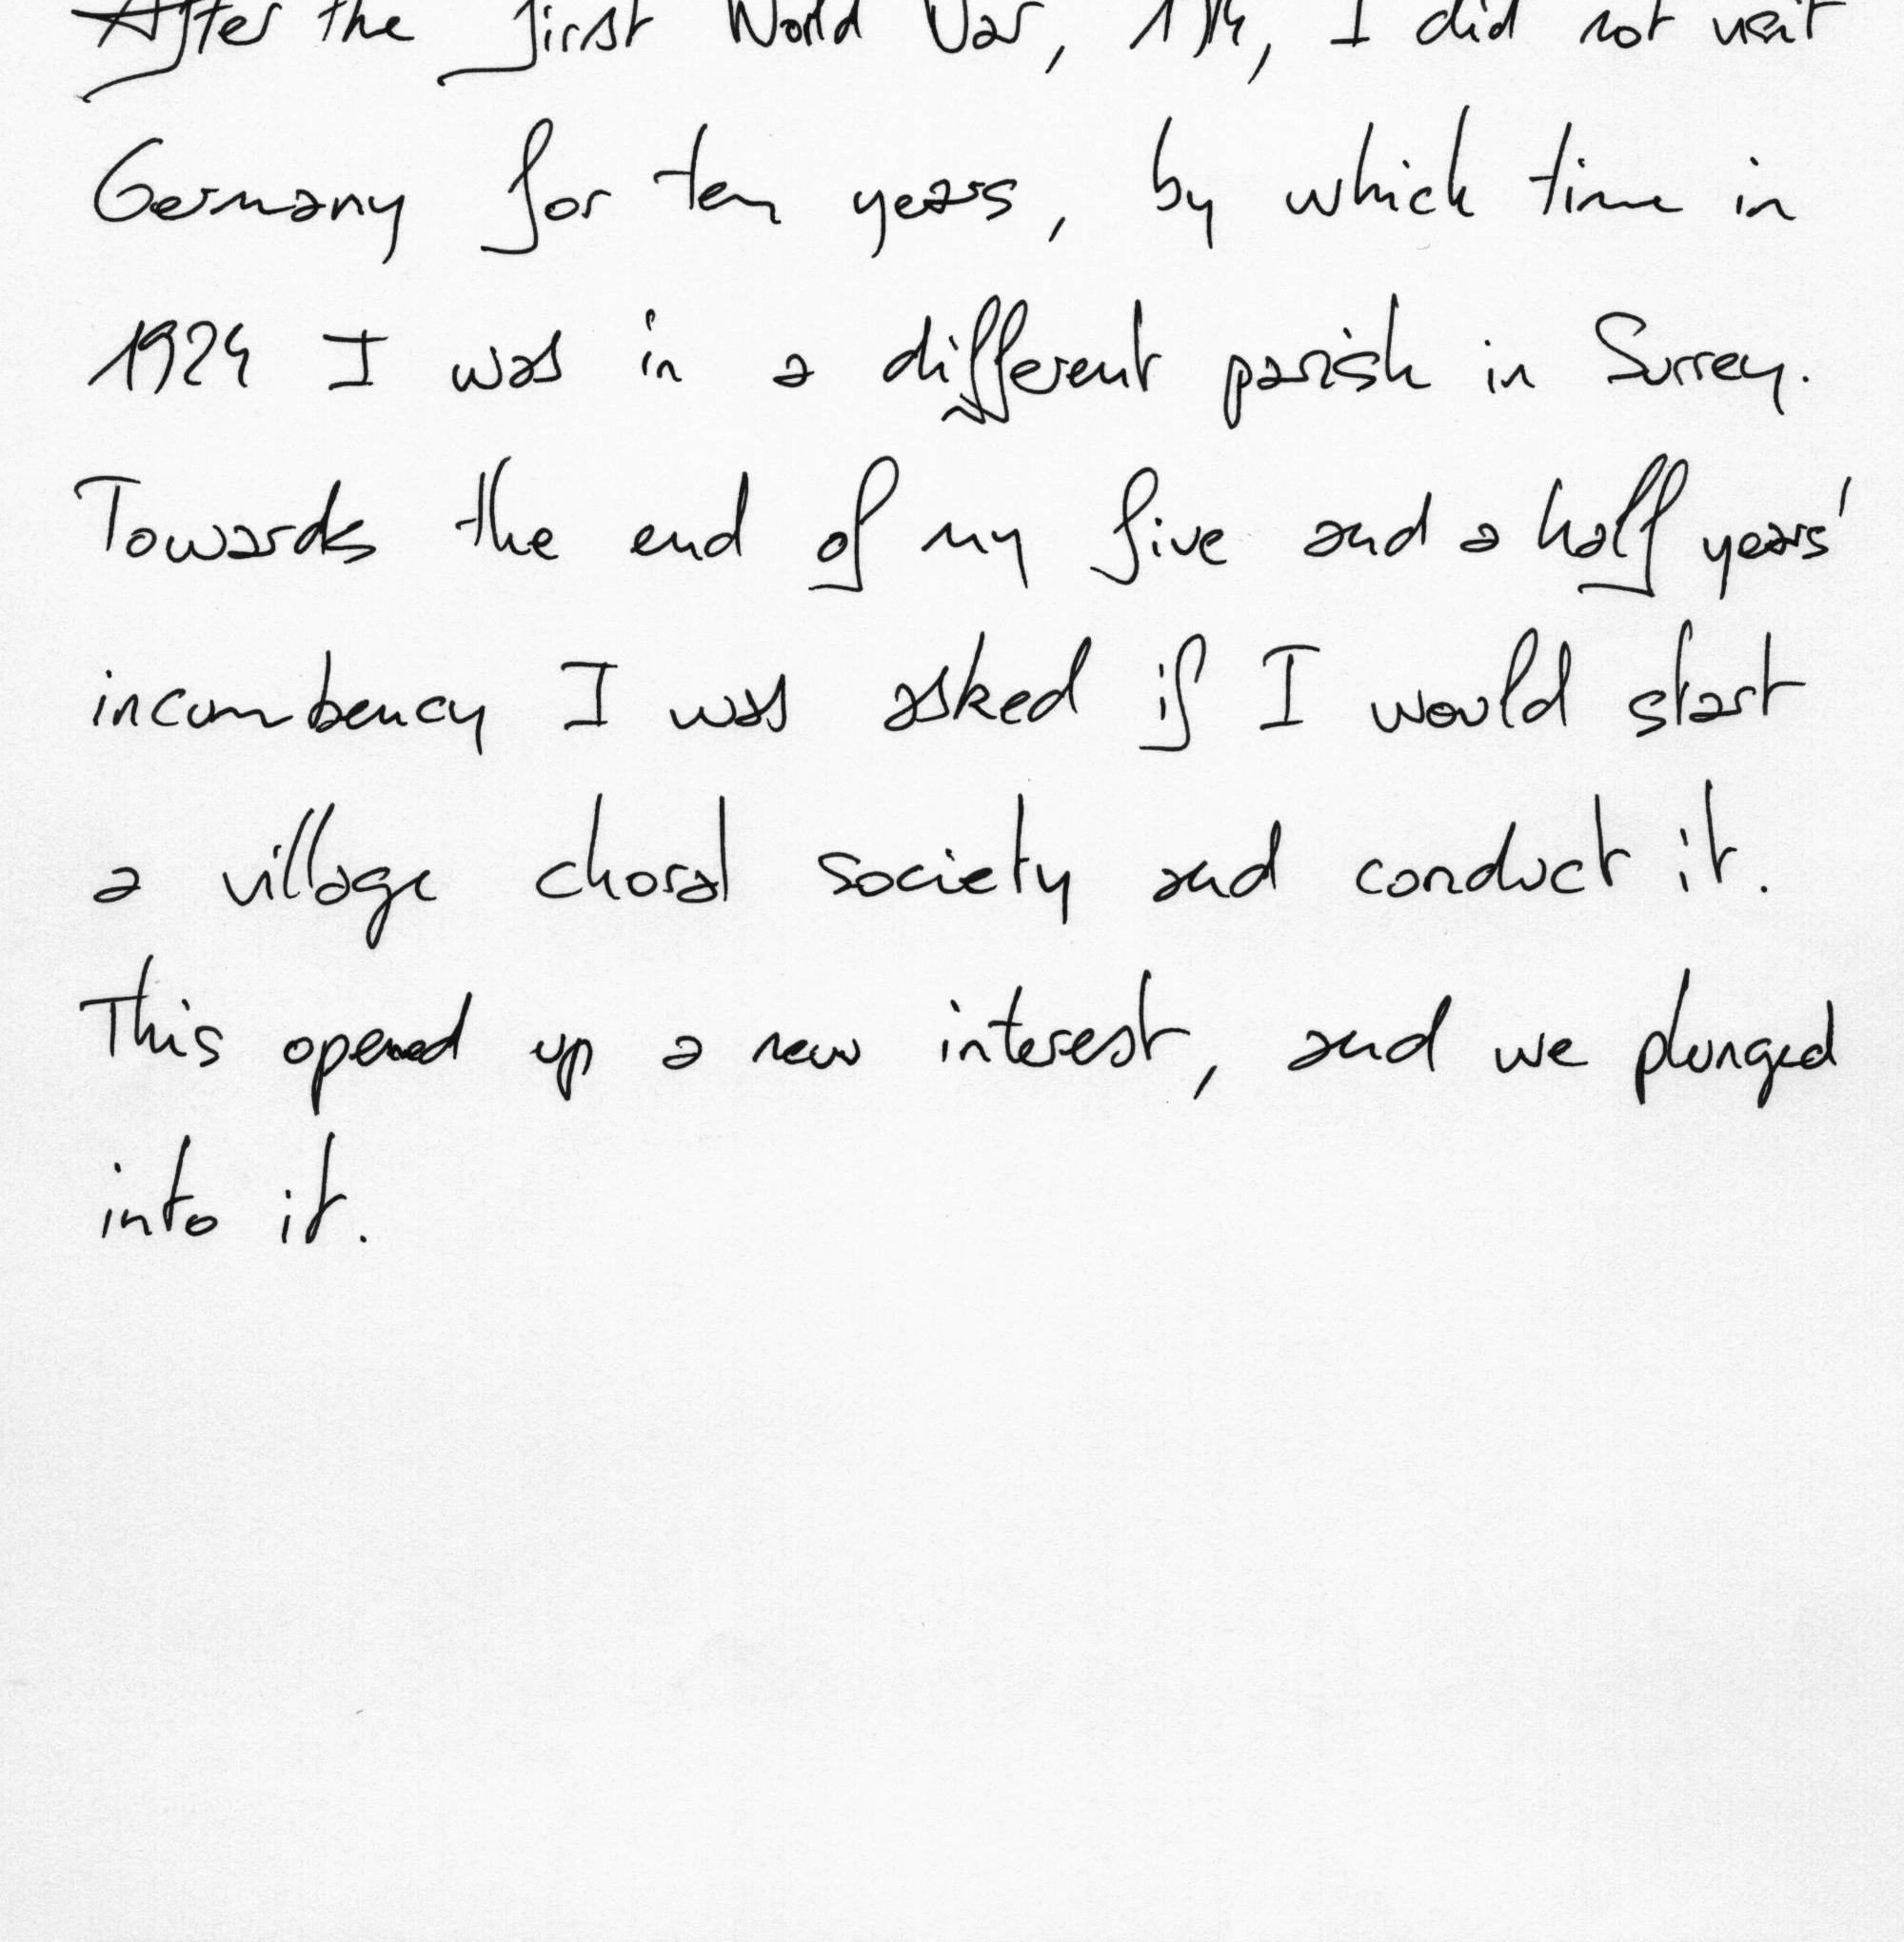 After the first World War, 1914, I did not visit
Germany for ten years, by which time in
1924 I was in a different parish in Surrey.
Towards the end of my five and a half years'
incumbency I was asked if I would start
a village choral society and conduct it.
This opened up a new interest, and we plunged
into it.